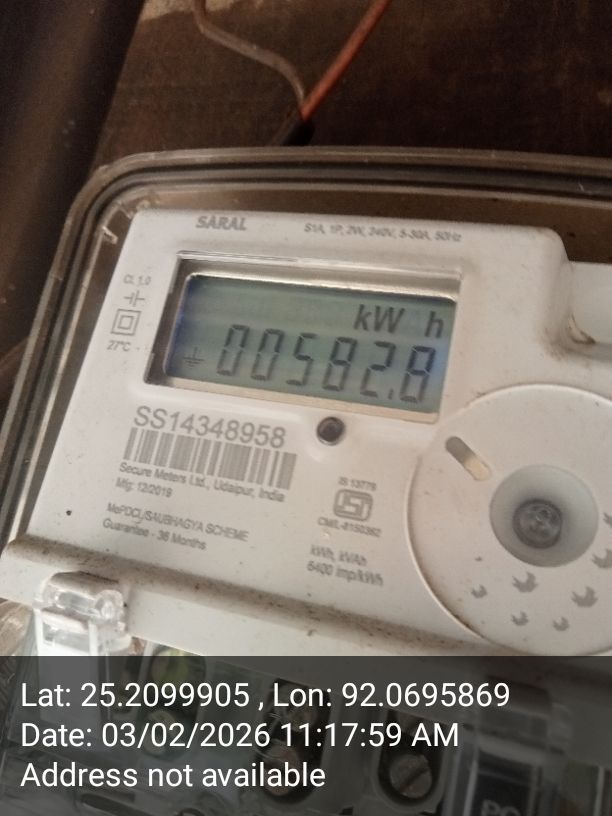 SARAL
S1A, 1P, 2W, 240V, 5-30A, 50Hz
CL 1.0
27°C
kW h
00582.8
SS14348958
Secure Meters Ltd., Udaipur, India
Mfg: 12/2019
MePDCL/SAUBHAGYA SCHEME
Guarantee - 36 Months
IS 13779
CM/L-8150362
kWh, kVAh
6400 imp/kWh
Lat: 25.2099905 , Lon: 92.0695869
Date: 03/02/2026 11:17:59 AM
Address not available